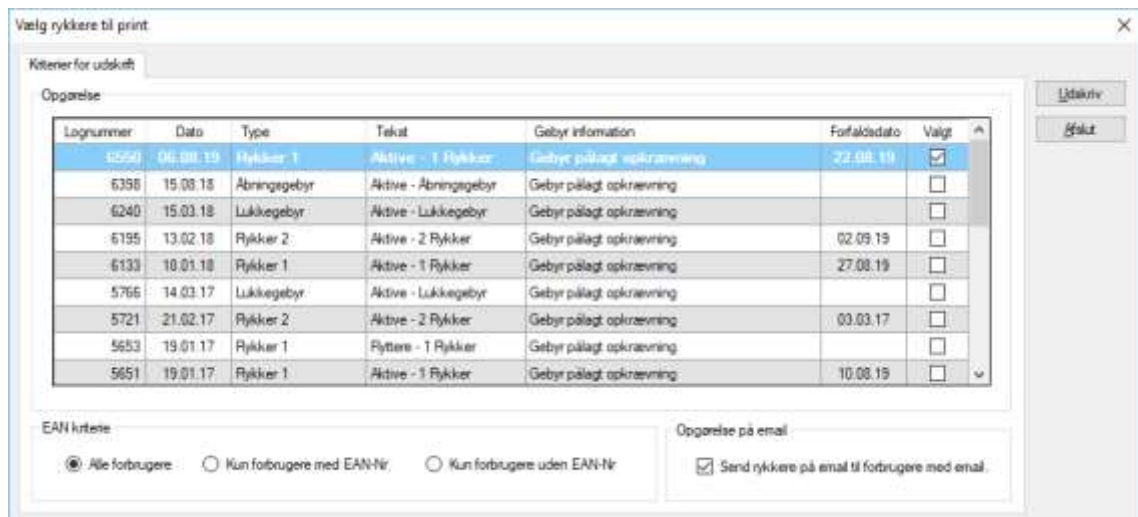 Vælg rykkere til print
Kriterier for udskrift
Opgørelse
Udskriv
Afslut
Lognummer Dato Type Tekst Gebyr information Forfaldsdato Valgt
6550 06.08.19 Rykker 1 Aktive - 1 Rykker Gebyr pålagt opkrævning 22.08.19
6398 15.08.18 Åbningsgebyr Aktive - Åbningsgebyr Gebyr pålagt opkrævning
6240 15.03.18 Lukkegebyr Aktive - Lukkegebyr Gebyr pålagt opkrævning
6195 13.02.18 Rykker 2 Aktive - 2 Rykker Gebyr pålagt opkrævning 02.09.19
6133 18.01.18 Rykker 1 Aktive - 1 Rykker Gebyr pålagt opkrævning 27.08.19
5766 14.03.17 Lukkegebyr Aktive - Lukkegebyr Gebyr pålagt opkrævning
5721 21.02.17 Rykker 2 Aktive - 2 Rykker Gebyr pålagt opkrævning 03.03.17
5653 19.01.17 Rykker 1 Flyttere - 1 Rykker Gebyr pålagt opkrævning
5651 19.01.17 Rykker 1 Aktive - 1 Rykker Gebyr pålagt opkrævning 10.08.19
EAN kriterie
Alle forbrugere Kun forbrugere med EAN-Nr. Kun forbrugere uden EAN-Nr
Opgørelse på email
Send rykkere på email til forbrugere med email.